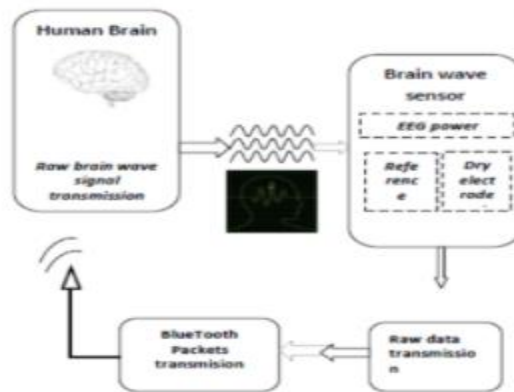 Human Brain
Raw brain wave
signal
transmission
Brain wave
sensor
EEG power
Refe
renc
e
Dry
elect
rode
Raw data
transmissio
n
BlueTooth
Packets
transmision